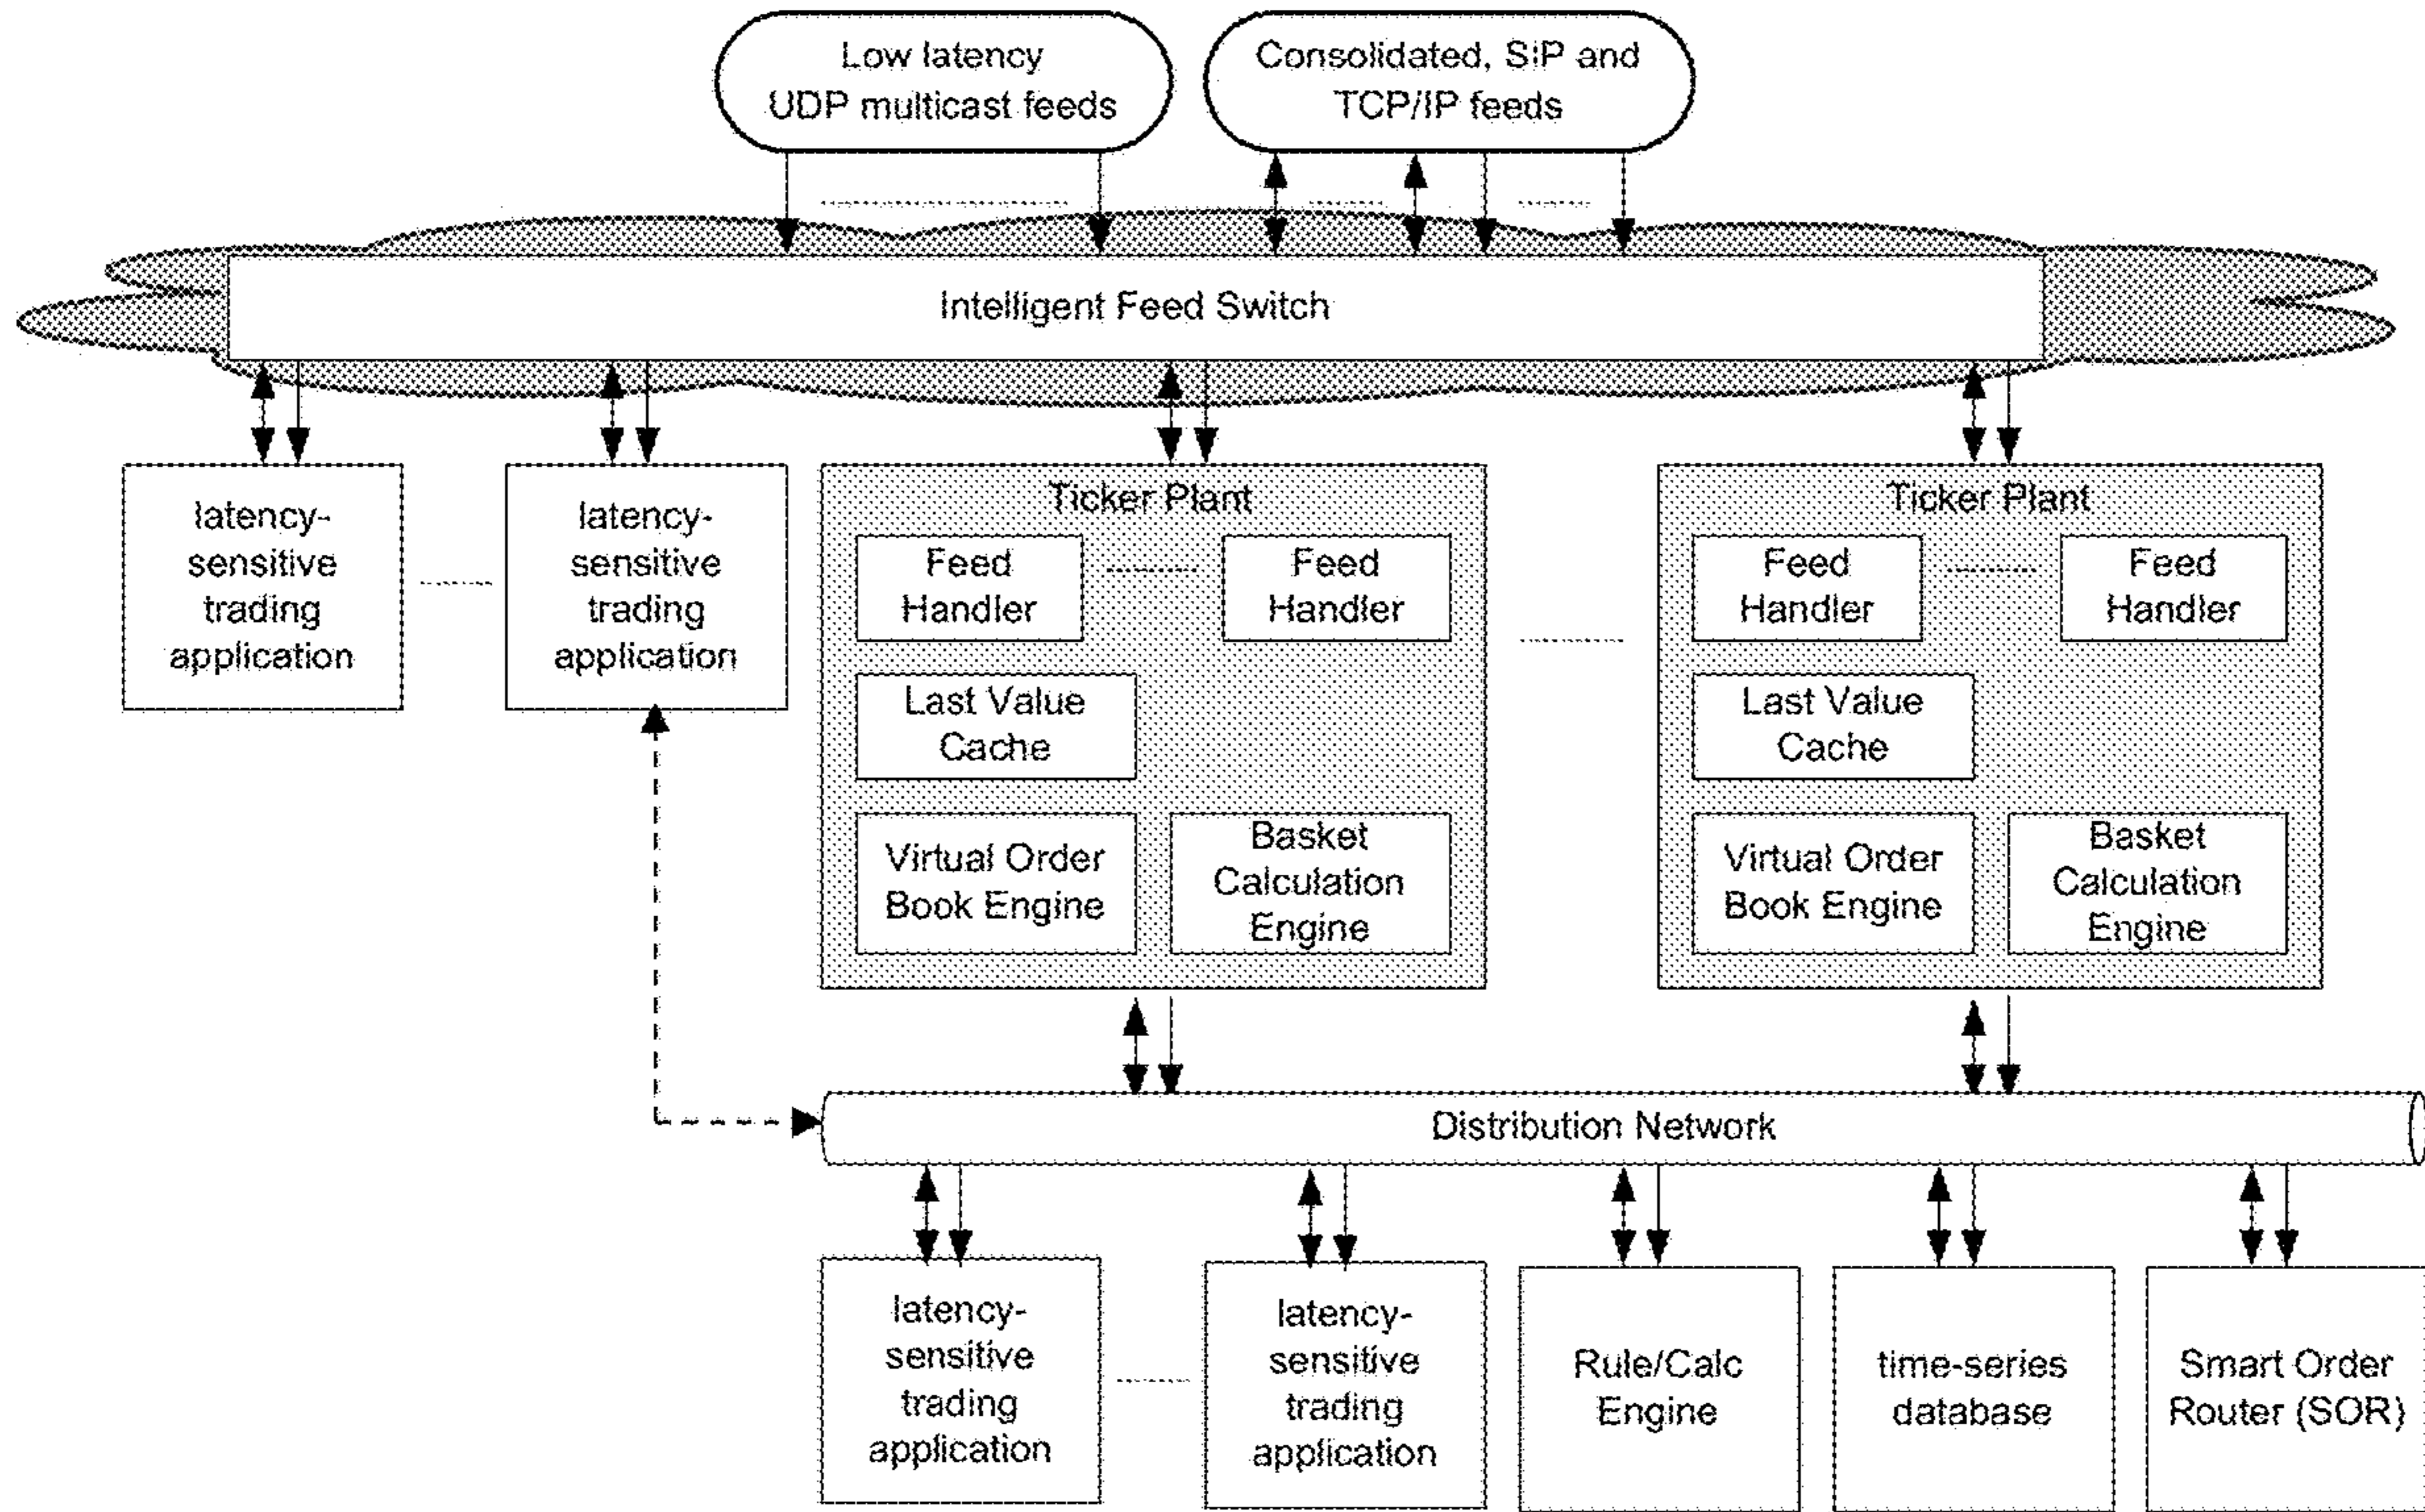 Low latency
UDP multicast feeds
Consolidated, SiP and
TCP/IP feeds
Intelligent Feed Switch
latency-
sensitive
trading
application
latency-
sensitive
trading
application
Ticker Plant
Feed
Handler
Feed
Handler
Last Value
Cache
Virtual Order
Book Engine
Basket
Calculation
Engine
Ticker Plant
Feed
Handler
Feed
Handler
Last Value
Cache
Virtual Order
Book Engine
Basket
Calculation
Engine
Distribution Network
latency-
sensitive
trading
application
latency-
sensitive
trading
application
Rule/Calc
Engine
time-series
database
Smart Order
Router (SOR)